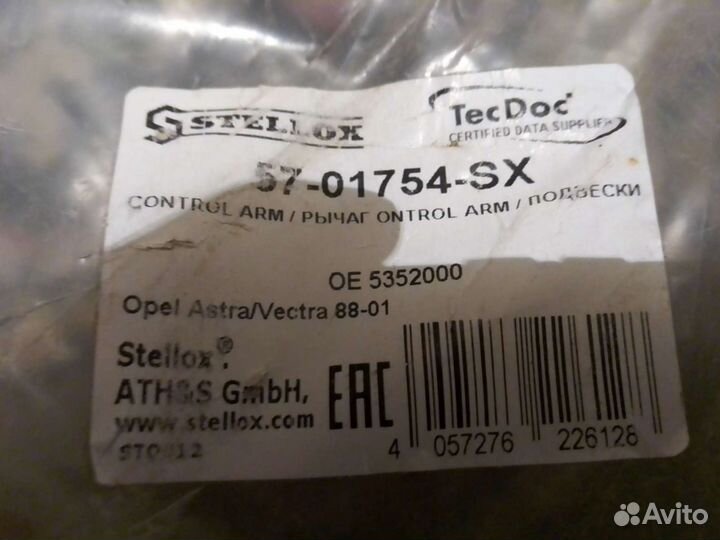 STELLOX
TecDoc
CERTIFIED DATA SUPPLIER
57-01754-SX
CONTROL ARM / РЫЧАГ ONTROL ARM / ПОДВЕСКИ
OE 5352000
Opel Astra/Vectra 88-01
Stellox®.
ATH&S GmbH,
www.stellox.com
EAC
4 057276 226128
Avito